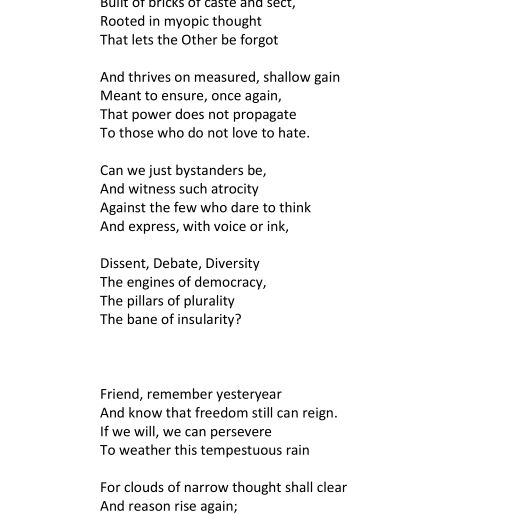 Built of bricks of caste and sect,
Rooted in myopic thought
That lets the Other be forgot
And thrives on measured, shallow gain
Meant to ensure, once again,
That power does not propagate
To those who do not love to hate.
Can we just bystanders be,
And witness such atrocity
Against the few who dare to think
And express, with voice or ink,
Dissent, Debate, Diversity
The engines of democracy,
The pillars of plurality
The bane of insularity?
Friend, remember yesteryear
And know that freedom still can reign.
If we will, we can persevere
To weather this tempestuous rain
For clouds of narrow thought shall clear
And reason rise again;